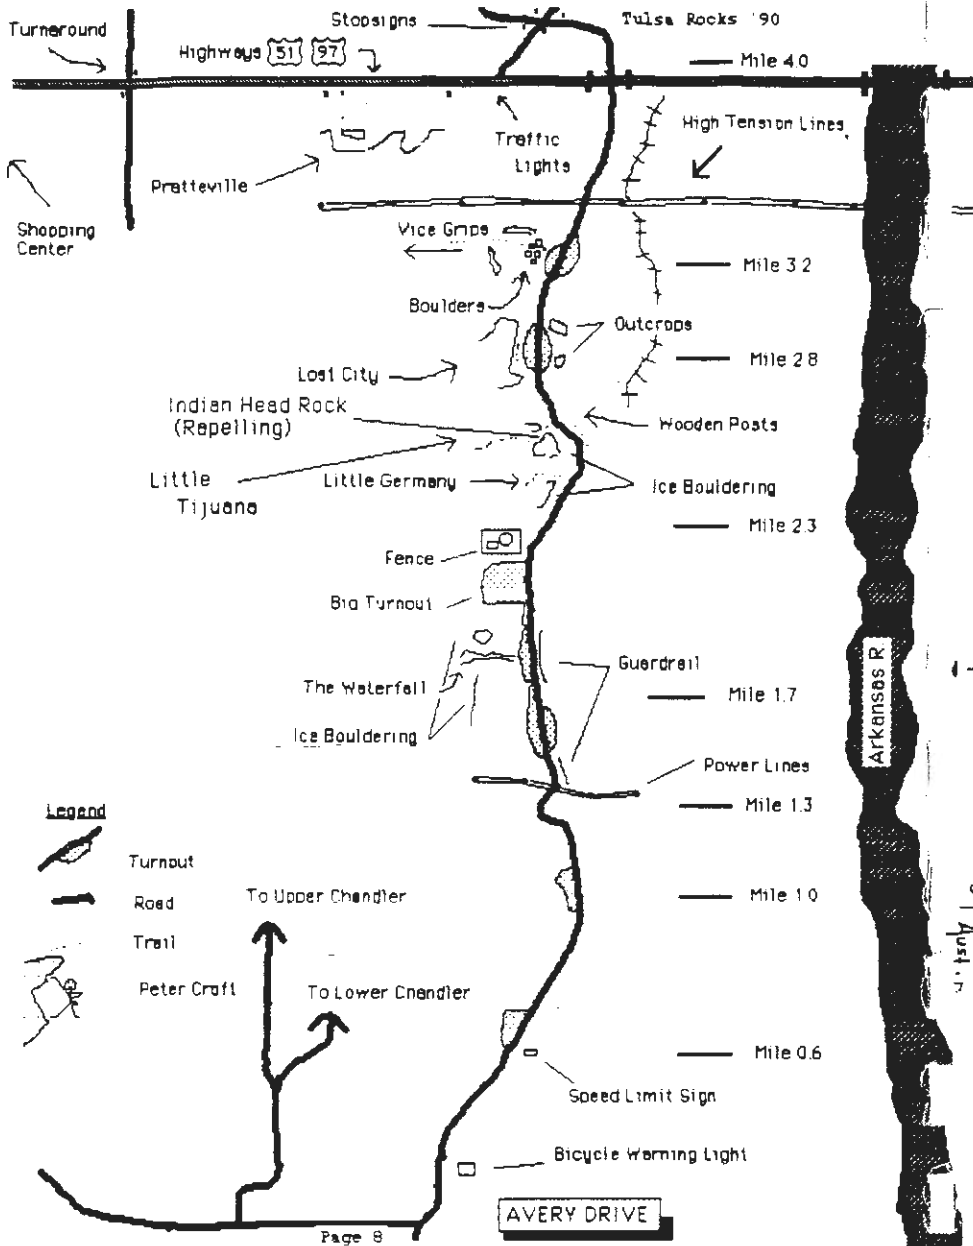 Stopsigns
Tulsa Rocks '90
Turneround
Highways 51 97
Mile 4.0
High Tension Lines
Traffic
Lights
Pratteville
Shopping
Center
Vice Grips
Mile 3.2
Boulders
Outcrops
Mile 2.8
Lost City
Indian Head Rock
(Rapelling)
Wooden Posts
Little
Tijuana
Little Germany
Ice Bouldering
Mile 2.3
Fence
Big Turnout
Guardrail
The Waterfall
Mile 1.7
Arkansas R
Ice Bouldering
Power Lines
Mile 1.3
Legend
Turnout
Road
Trail
Peter Craft
To Upper Chandler
To Lower Chandler
Mile 1.0
Mile 0.6
Speed Limit Sign
Bicycle Warning Light
AVERY DRIVE
Page 8